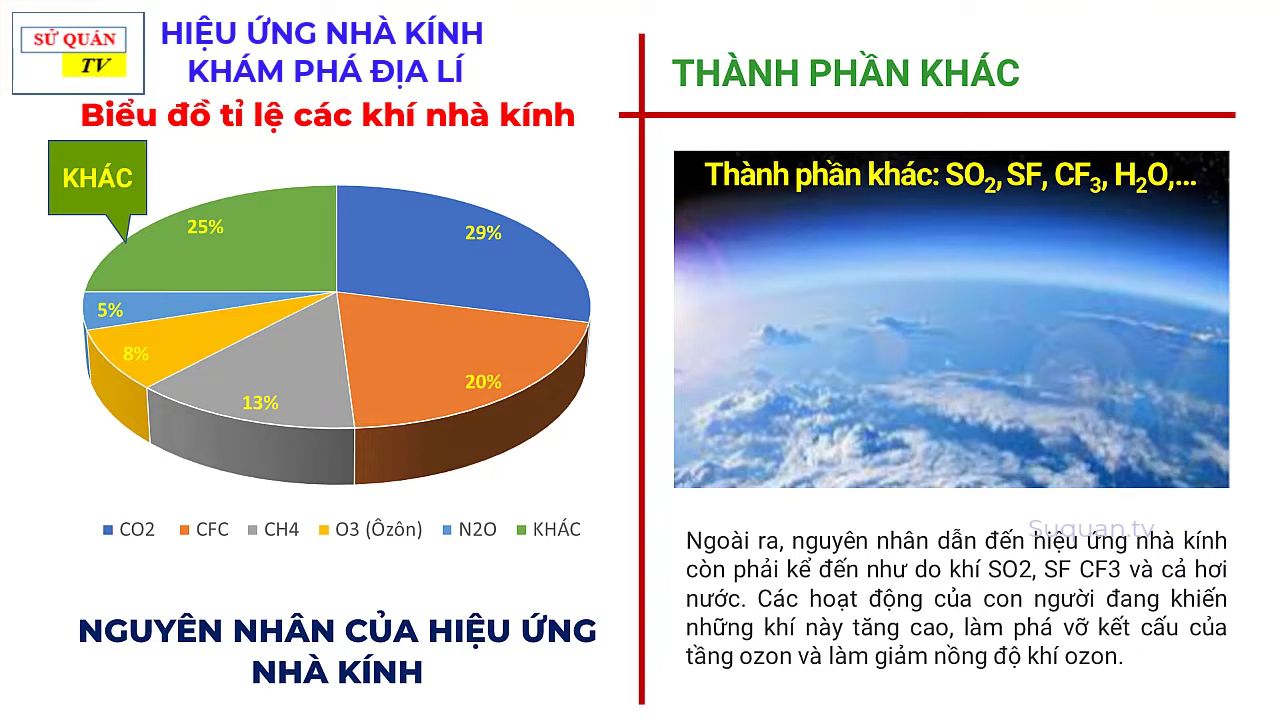 SỬ QUÁN
TV
HIỆU ỨNG NHÀ KÍNH
KHÁM PHÁ ĐỊA LÍ
Biểu đồ tỉ lệ các khí nhà kính
KHÁC
25%
29%
5%
8%
13%
20%
CO2 CFC CH4 O3 (Ôzôn) N2O KHÁC
NGUYÊN NHÂN CỦA HIỆU ỨNG
NHÀ KÍNH
THÀNH PHẦN KHÁC
Thành phần khác: SO₂, SF, CF₃, H₂O,...
Suquan.tv
Ngoài ra, nguyên nhân dẫn đến hiệu ứng nhà kính
còn phải kể đến như do khí SO2, SF CF3 và cả hơi
nước. Các hoạt động của con người đang khiến
những khí này tăng cao, làm phá vỡ kết cấu của
tầng ozon và làm giảm nồng độ khí ozon.